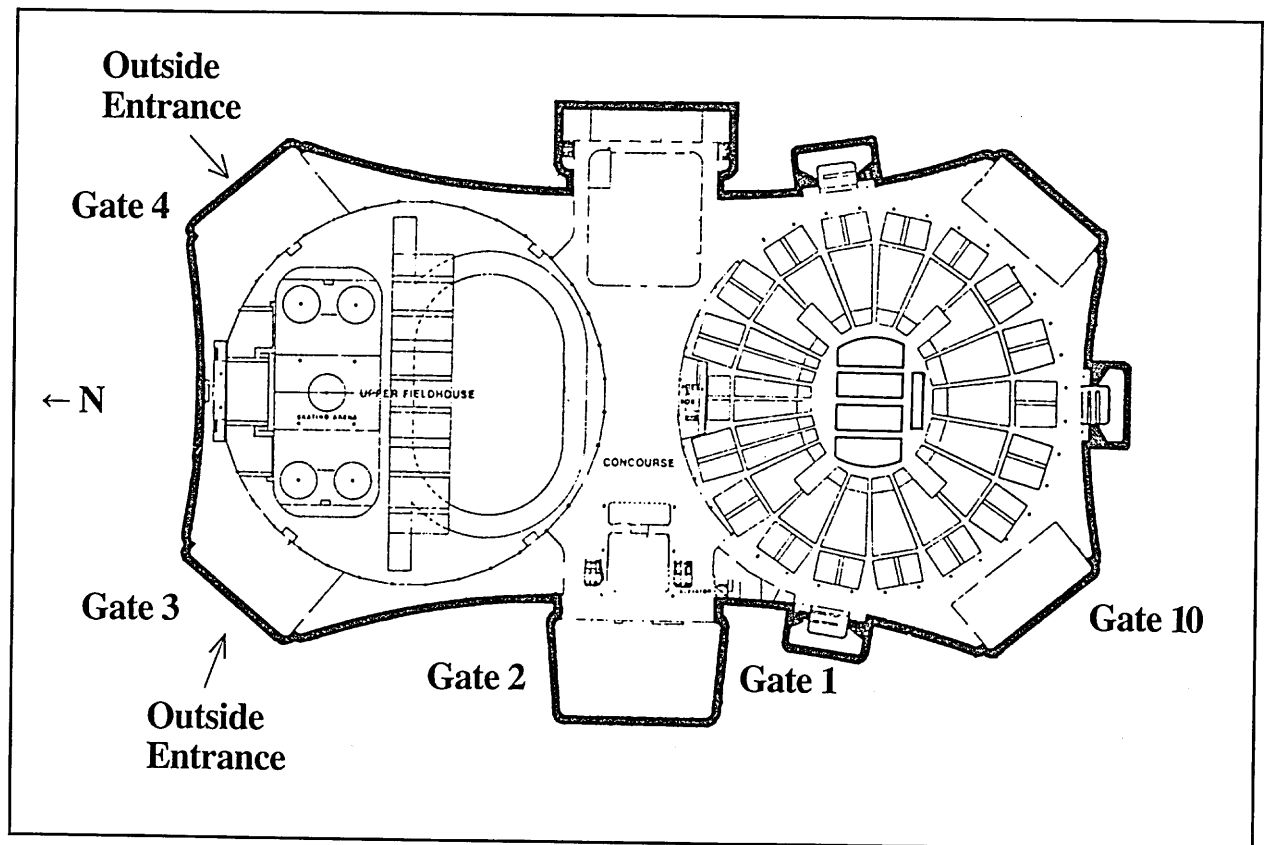 Outside
Entrance
Gate 4
← N
UPPER FIELDHOUSE
SKATING ARENA
CONCOURSE
Gate 3
Gate 10
Gate 2
Gate 1
Outside
Entrance